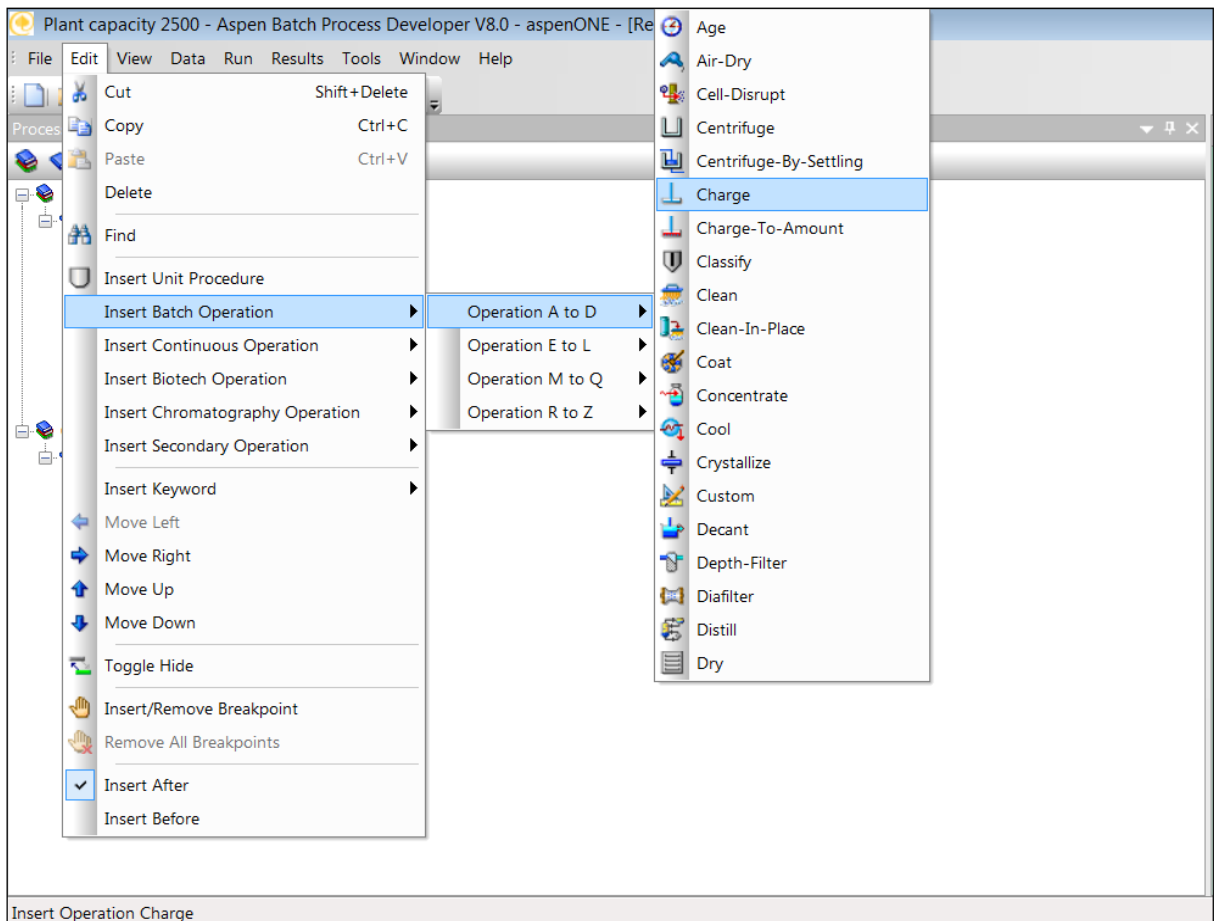 Plant capacity 2500 - Aspen Batch Process Developer V8.0 - aspenONE - [Re
File Edit View Data Run Results Tools Window Help
Proces
Cut Shift+Delete
Copy Ctrl+C
Paste Ctrl+V
Delete
Find
Insert Unit Procedure
Insert Batch Operation
Insert Continuous Operation
Insert Biotech Operation
Insert Chromatography Operation
Insert Secondary Operation
Insert Keyword
Move Left
Move Right
Move Up
Move Down
Toggle Hide
Insert/Remove Breakpoint
Remove All Breakpoints
Insert After
Insert Before
Operation A to D
Operation E to L
Operation M to Q
Operation R to Z
Age
Air-Dry
Cell-Disrupt
Centrifuge
Centrifuge-By-Settling
Charge
Charge-To-Amount
Classify
Clean
Clean-In-Place
Coat
Concentrate
Cool
Crystallize
Custom
Decant
Depth-Filter
Diafilter
Distill
Dry
Insert Operation Charge